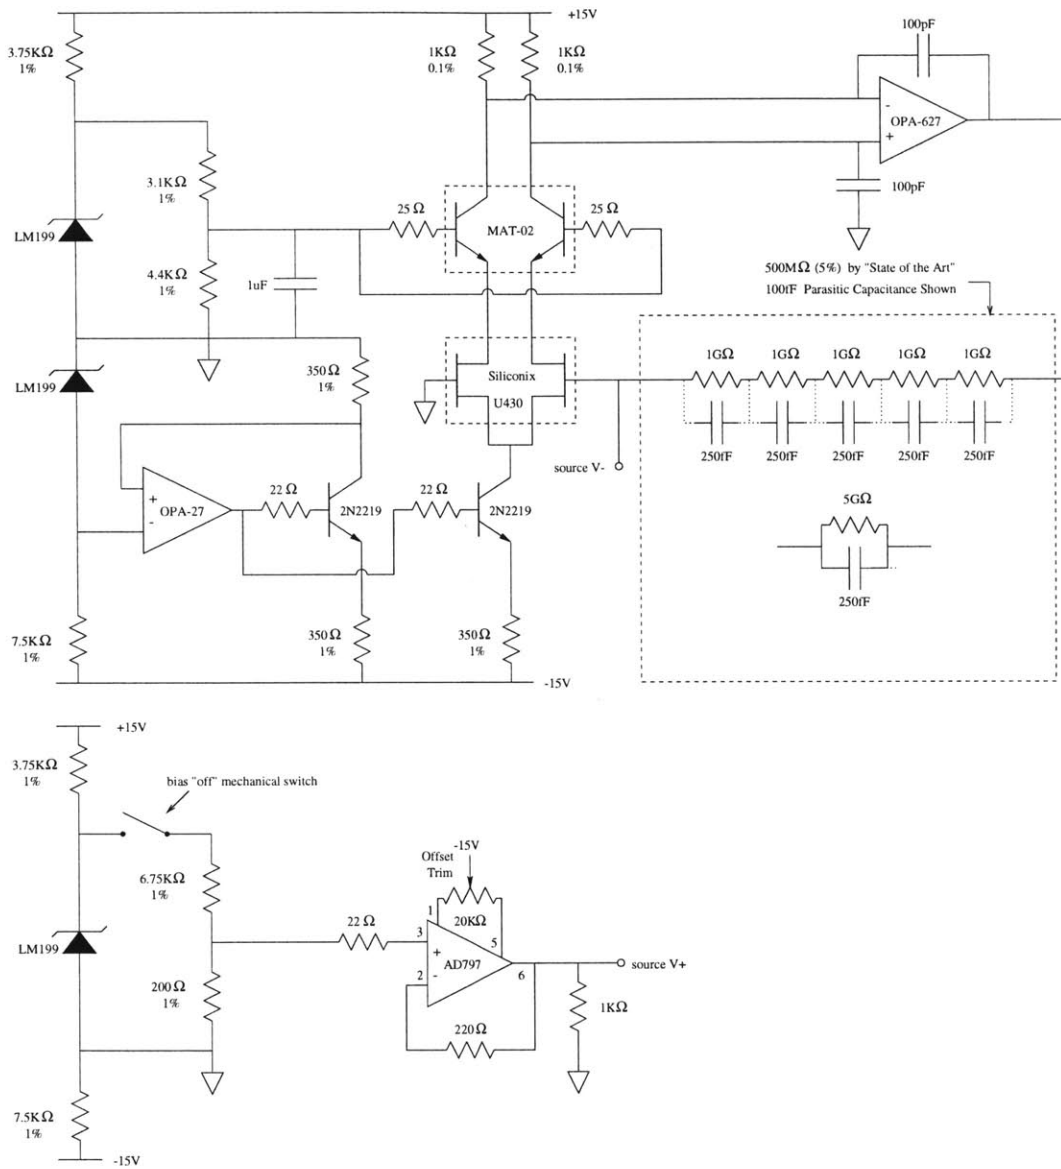 +15V
3.75KΩ
1%
1KΩ
0.1%
1KΩ
0.1%
100pF
-
OPA-627
+
3.1KΩ
1%
100pF
25 Ω
25 Ω
MAT-02
LM199
4.4KΩ
1%
1uF
500MΩ (5%) by "State of the Art"
100fF Parasitic Capacitance Shown
1GΩ
1GΩ
1GΩ
1GΩ
1GΩ
LM199
350Ω
1%
Siliconix
U430
250fF
250fF
250fF
250fF
250fF
source V-
+
OPA-27
-
22 Ω
2N2219
22 Ω
2N2219
5GΩ
250fF
7.5KΩ
1%
350Ω
1%
350Ω
1%
-15V
+15V
3.75KΩ
1%
bias "off" mechanical switch
-15V
Offset
Trim
6.75KΩ
1%
1
20KΩ
5
22 Ω
3
+
LM199
AD797
2
-
6
source V+
200Ω
1%
1KΩ
220Ω
7.5KΩ
1%
-15V